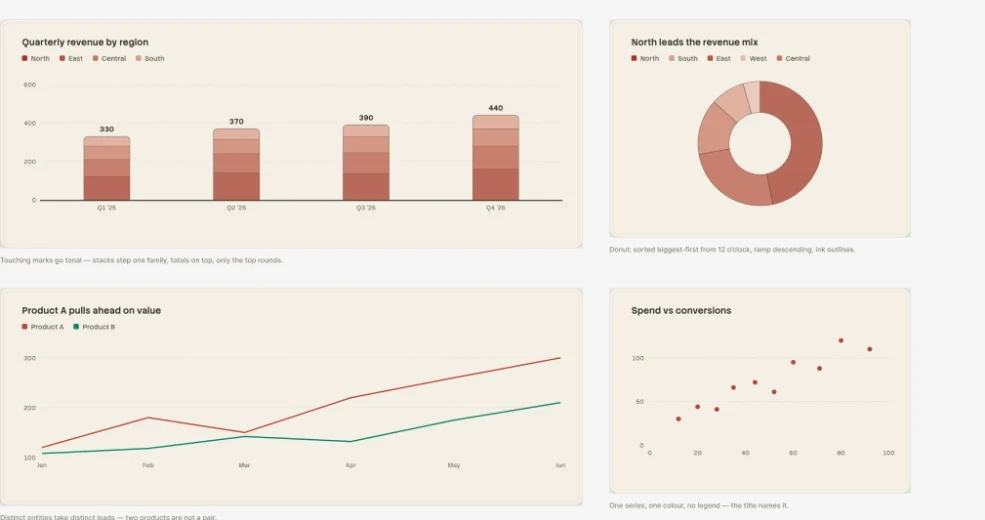 Quarterly revenue by region
North East Central South
600
400
200
0
330
370
390
440
Q1 '26
Q2 '26
Q3 '26
Q4 '26
Touching marks go tonal — stacks step one family, totals on top, only the top rounds.
North leads the revenue mix
North South East West Central
Donut: sorted biggest-first from 12 o'clock, ramp descending, ink outlines.
Product A pulls ahead on value
Product A Product B
300
200
100
Jan Feb Mar Apr May Jun
Distinct entities take distinct leads — two products are not a pair.
Spend vs conversions
100
50
0
0 20 40 60 80 100
One series, one colour, no legend — the title names it.